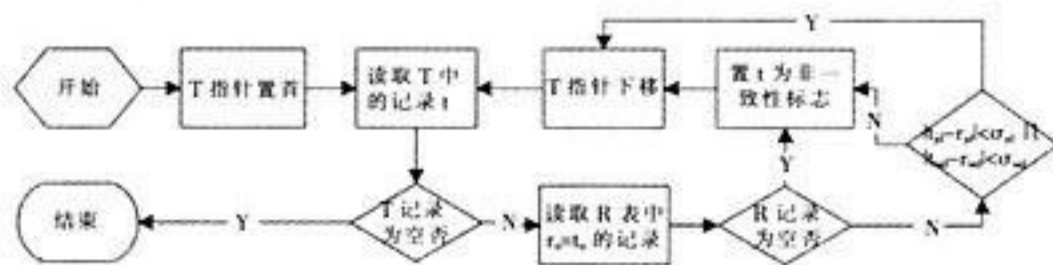 开始
T指针置首
读取T中
的记录t
T指针下移
置t为非一
致性标志
Y
N
Y
结束
Y
T记录
为空否
N
读取R表中
的记录
R记录
为空否
N